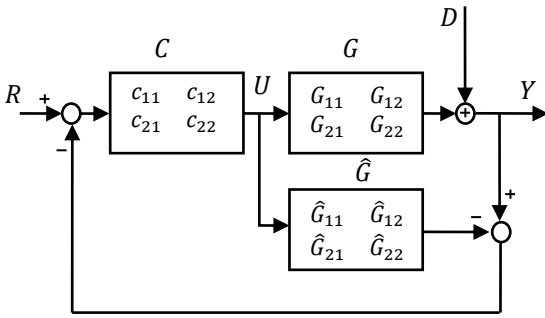 D
C G
R + c₁₁ c₁₂ U G₁₁ G₁₂ + Y
− c₂₁ c₂₂ G₂₁ G₂₂
Ĝ
Ĝ₁₁ Ĝ₁₂ − +
Ĝ₂₁ Ĝ₂₂